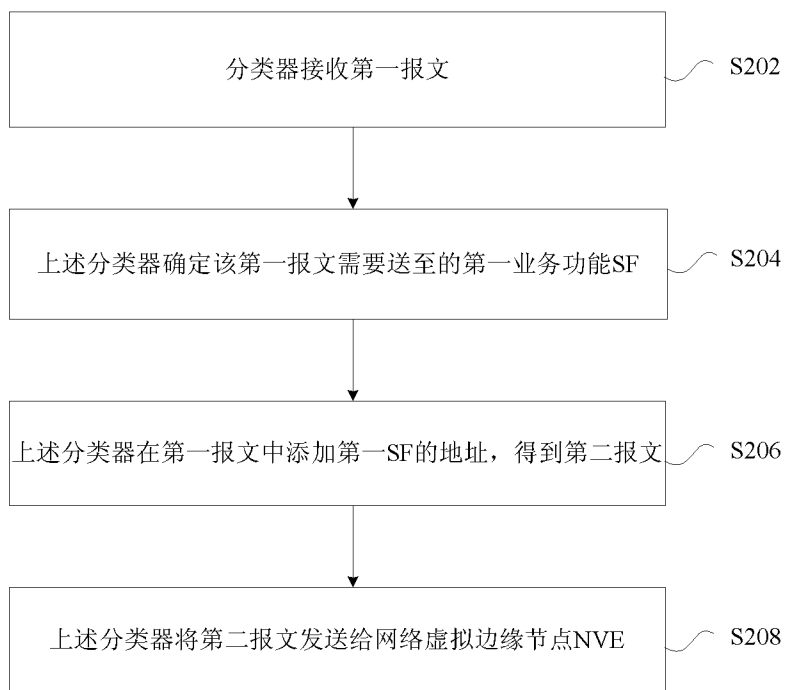 分类器接收第一报文
S202
上述分类器确定该第一报文需要送至的第一业务功能SF
S204
上述分类器在第一报文中添加第一SF的地址，得到第二报文
S206
上述分类器将第二报文发送给网络虚拟边缘节点NVE
S208